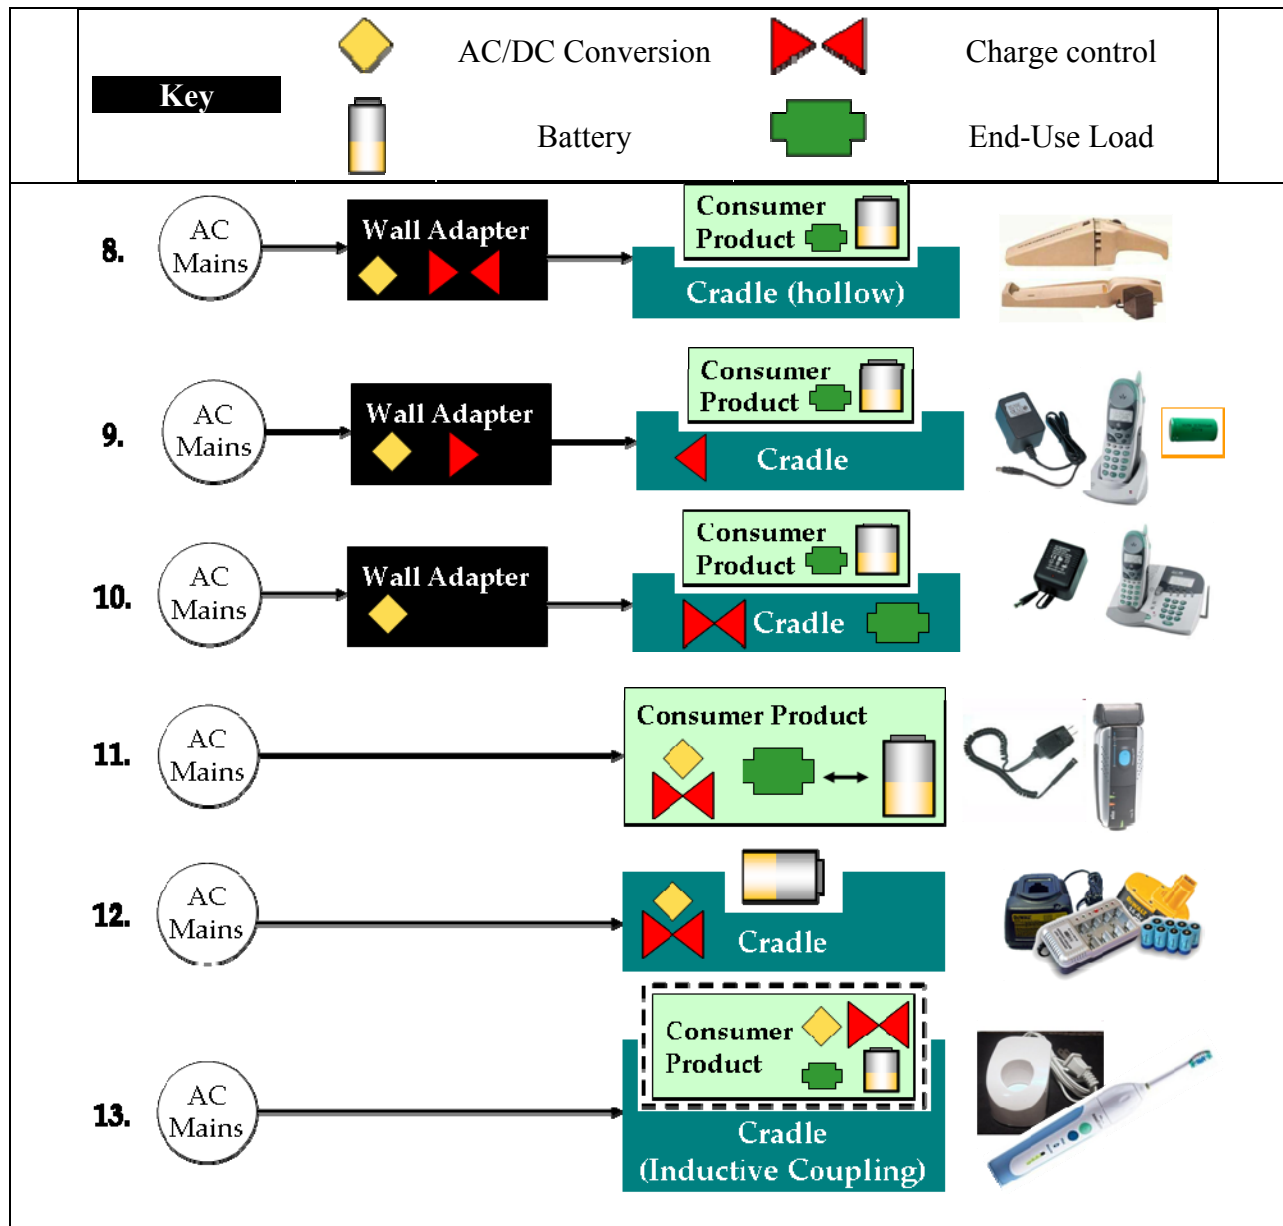 Key
AC/DC Conversion
Charge control
Battery
End-Use Load
8.
AC
Mains
Wall Adapter
Consumer
Product
Cradle (hollow)
9.
AC
Mains
Wall Adapter
Consumer
Product
Cradle
10.
AC
Mains
Wall Adapter
Consumer
Product
Cradle
11.
AC
Mains
Consumer Product
12.
AC
Mains
Cradle
13.
AC
Mains
Consumer
Product
Cradle
(Inductive Coupling)